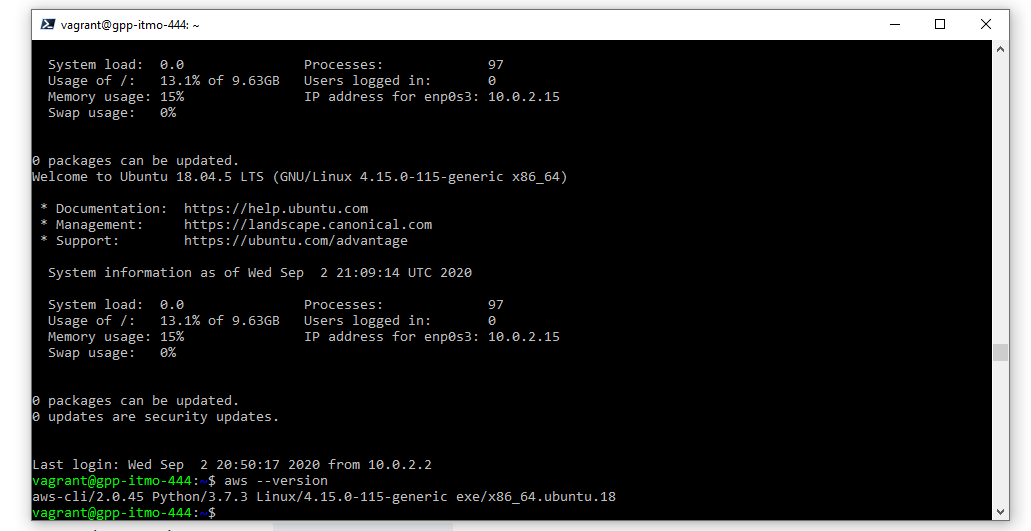 vagrant@gpp-itmo-444: ~
System load:  0.0               Processes:             97
Usage of /:   13.1% of 9.63GB   Users logged in:       0
Memory usage: 15%               IP address for enp0s3: 10.0.2.15
Swap usage:   0%
0 packages can be updated.
Welcome to Ubuntu 18.04.5 LTS (GNU/Linux 4.15.0-115-generic x86_64)
* Documentation:  https://help.ubuntu.com
* Management:     https://landscape.canonical.com
* Support:        https://ubuntu.com/advantage
System information as of Wed Sep  2 21:09:14 UTC 2020
System load:  0.0               Processes:             97
Usage of /:   13.1% of 9.63GB   Users logged in:       0
Memory usage: 15%               IP address for enp0s3: 10.0.2.15
Swap usage:   0%
0 packages can be updated.
0 updates are security updates.
Last login: Wed Sep  2 20:50:17 2020 from 10.0.2.2
vagrant@gpp-itmo-444:~$ aws --version
aws-cli/2.0.45 Python/3.7.3 Linux/4.15.0-115-generic exe/x86_64.ubuntu.18
vagrant@gpp-itmo-444:~$